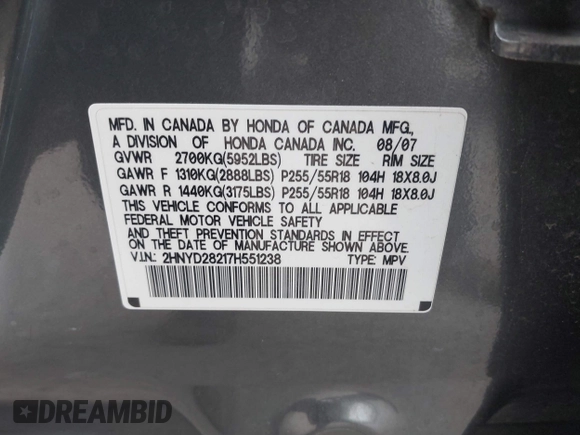 MFD. IN CANADA BY HONDA OF CANADA MFG.,
A DIVISION OF HONDA CANADA INC. 08/07
GVWR 2700KG(5952LBS) TIRE SIZE RIM SIZE
GAWR F 1310KG(2888LBS) P255/55R18 104H 18X8.0J
GAWR R 1440KG(3175LBS) P255/55R18 104H 18X8.0J
THIS VEHICLE CONFORMS TO ALL APPLICABLE
FEDERAL MOTOR VEHICLE SAFETY
AND THEFT PREVENTION STANDARDS IN EFFECT
ON THE DATE OF MANUFACTURE SHOWN ABOVE.
V.I.N.: 2HNYD28217H551238 TYPE: MPV
DREAMBID